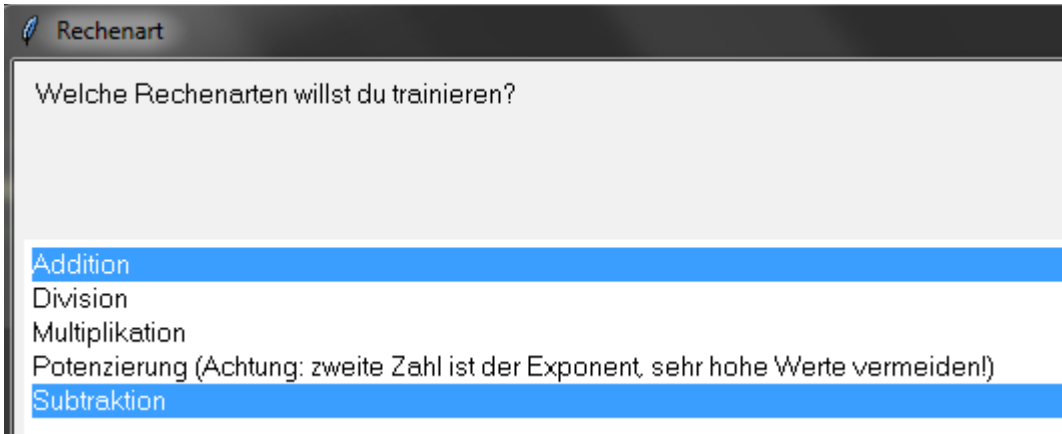 Rechenart
Welche Rechenarten willst du trainieren?
Addition
Division
Multiplikation
Potenzierung (Achtung: zweite Zahl ist der Exponent, sehr hohe Werte vermeiden!)
Subtraktion